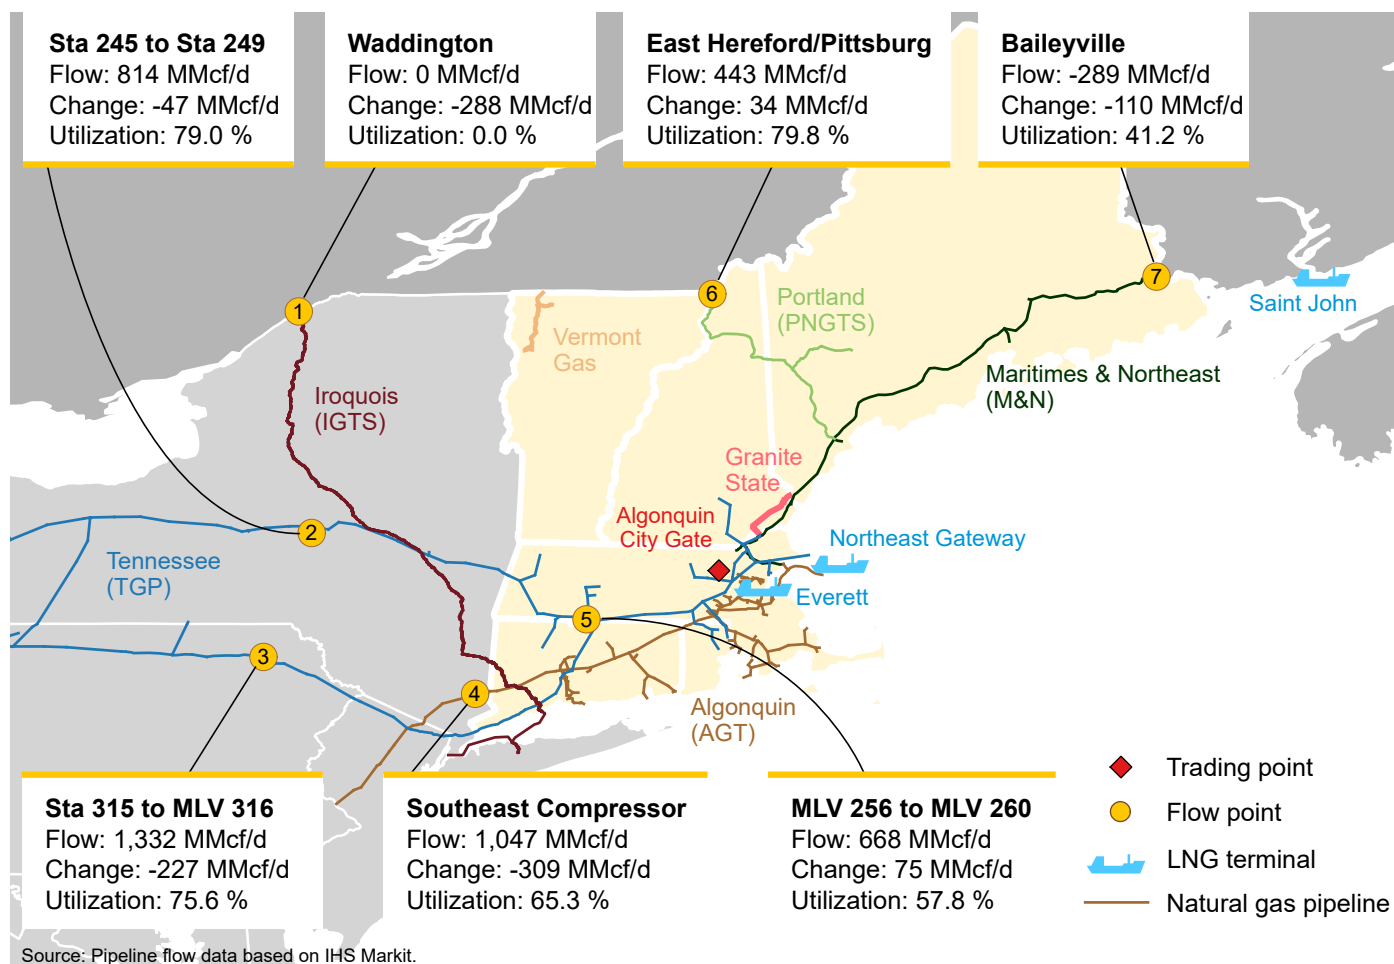 Sta 245 to Sta 249
Flow: 814 MMcf/d
Change: -47 MMcf/d
Utilization: 79.0 %
Waddington
Flow: 0 MMcf/d
Change: -288 MMcf/d
Utilization: 0.0 %
East Hereford/Pittsburg
Flow: 443 MMcf/d
Change: 34 MMcf/d
Utilization: 79.8 %
Baileyville
Flow: -289 MMcf/d
Change: -110 MMcf/d
Utilization: 41.2 %
1
6
7
Saint John
Vermont
Gas
Portland
(PNGTS)
Maritimes & Northeast
(M&N)
Iroquois
(IGTS)
Granite
State
2
Algonquin
City Gate
Northeast Gateway
Tennessee
(TGP)
Everett
5
3
4
Algonquin
(AGT)
Sta 315 to MLV 316
Flow: 1,332 MMcf/d
Change: -227 MMcf/d
Utilization: 75.6 %
Southeast Compressor
Flow: 1,047 MMcf/d
Change: -309 MMcf/d
Utilization: 65.3 %
MLV 256 to MLV 260
Flow: 668 MMcf/d
Change: 75 MMcf/d
Utilization: 57.8 %
Trading point
Flow point
LNG terminal
Natural gas pipeline
Source: Pipeline flow data based on IHS Markit.